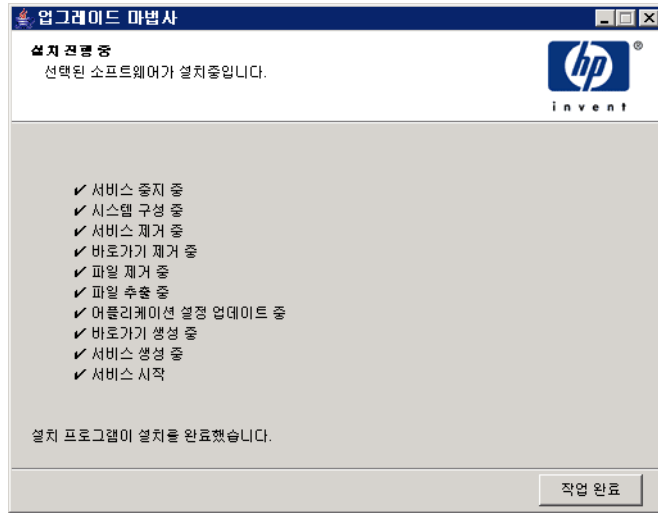 업그레이드 마법사
설치 진행 중
선택된 소프트웨어가 설치중입니다.
hp
®
invent
✔ 서비스 중지 중
✔ 시스템 구성 중
✔ 서비스 제거 중
✔ 바로가기 제거 중
✔ 파일 제거 중
✔ 파일 추출 중
✔ 어플리케이션 설정 업데이트 중
✔ 바로가기 생성 중
✔ 서비스 생성 중
✔ 서비스 시작
설치 프로그램이 설치를 완료했습니다.
작업 완료